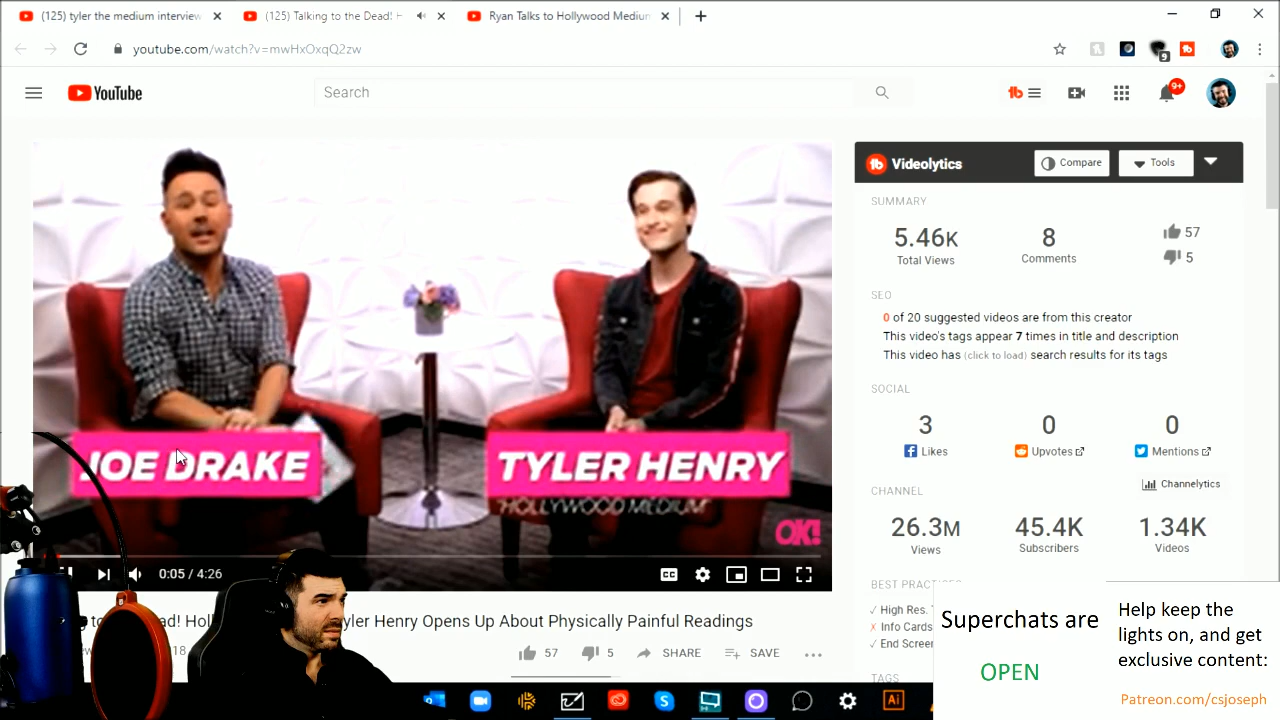 (125) tyler the medium interview
(125) Talking to the Dead! H
Ryan Talks to Hollywood Medium
youtube.com/watch?v=mwHxOxqQ2zw
9
YouTube
Search
9+
Videolytics
Compare
Tools
SUMMARY
5.46K
8
57
Total Views
Comments
5
SEO
0 of 20 suggested videos are from this creator
This video's tags appear 7 times in title and description
This video has (click to load) search results for its tags
SOCIAL
3
0
0
Likes
Upvotes
Mentions
Channelytics
CHANNEL
26.3M
45.4K
1.34K
Views
Subscribers
Videos
JOE DRAKE
TYLER HENRY
'HOLLYWOOD MEDIUM'
OK!
0:05 / 4:26
CC
BEST
High Res.
Info Cards
End Screen
TAGS
Tyler Henry Opens Up About Physically Painful Readings
57
5
SHARE
SAVE
Superchats are
OPEN
Help keep the
lights on, and get
exclusive content:
Patreon.com/csjoseph